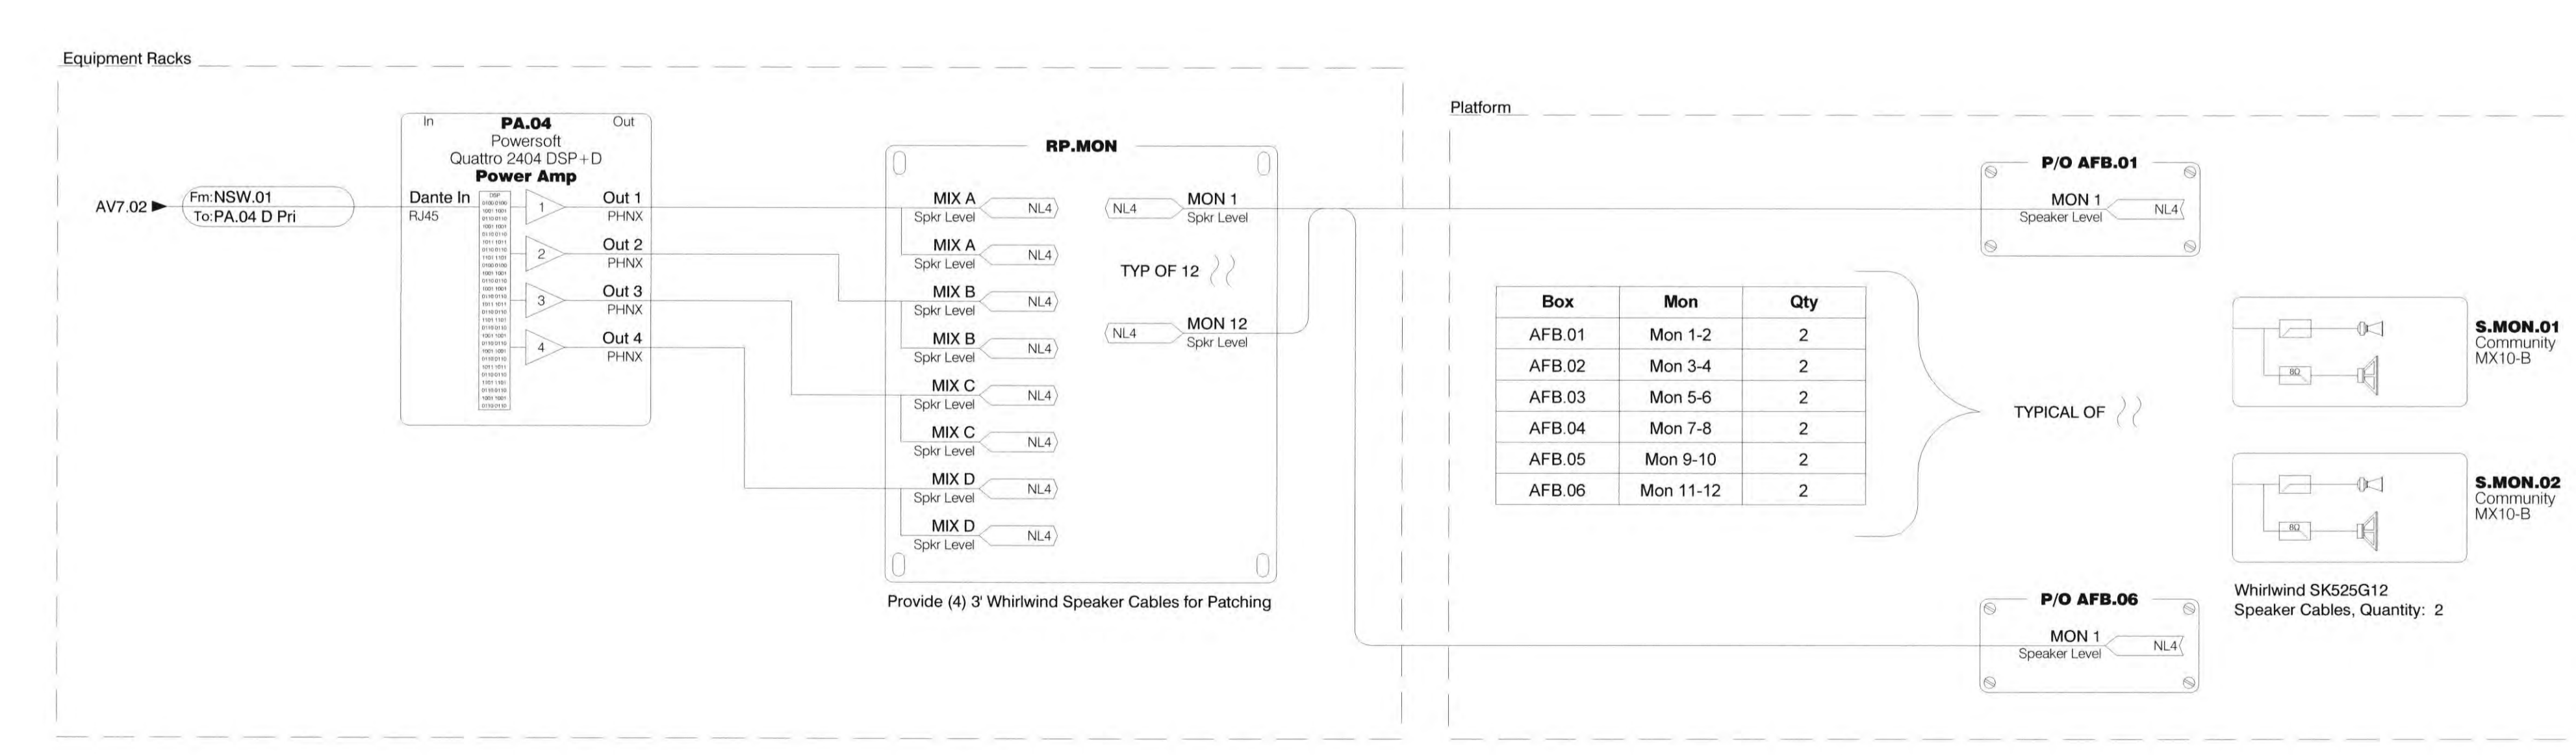 Equipment Racks
AV7.02
Fm:NSW.01
To:PA.04 D Pri
In
PA.04
Out
Powersoft
Quattro 2404 DSP+D
Power Amp
Dante In
RJ45
DSP
1
Out 1
PHNX
2
Out 2
PHNX
3
Out 3
PHNX
4
Out 4
PHNX
RP.MON
MIX A
Spkr Level
NL4
MIX A
Spkr Level
NL4
MIX B
Spkr Level
NL4
MIX B
Spkr Level
NL4
MIX C
Spkr Level
NL4
MIX C
Spkr Level
NL4
MIX D
Spkr Level
NL4
MIX D
Spkr Level
NL4
NL4
MON 1
Spkr Level
TYP OF 12
NL4
MON 12
Spkr Level
Provide (4) 3' Whirlwind Speaker Cables for Patching
Platform
P/O AFB.01
MON 1
Speaker Level
NL4
Box Mon Qty
AFB.01 Mon 1-2 2
AFB.02 Mon 3-4 2
AFB.03 Mon 5-6 2
AFB.04 Mon 7-8 2
AFB.05 Mon 9-10 2
AFB.06 Mon 11-12 2
TYPICAL OF
P/O AFB.06
MON 1
Speaker Level
NL4
8Ω
S.MON.01
Community
MX10-B
8Ω
S.MON.02
Community
MX10-B
Whirlwind SK525G12
Speaker Cables, Quantity: 2